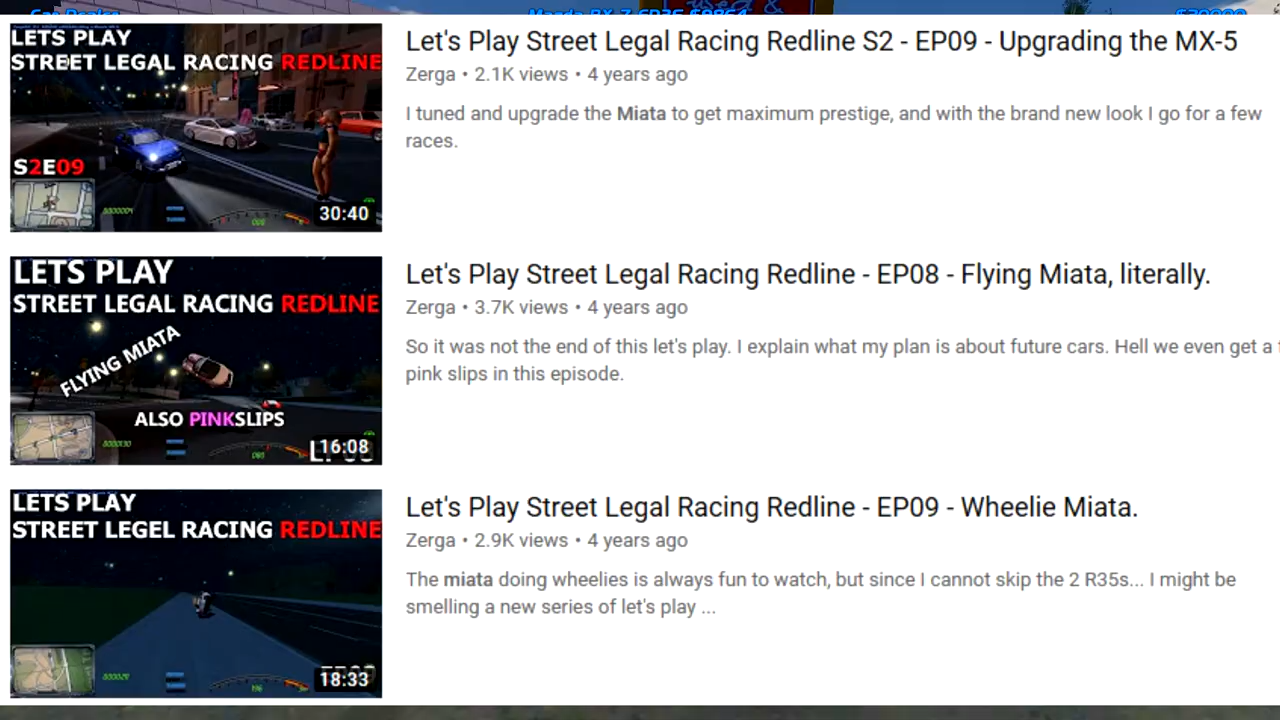 LETS PLAY
STREET LEGAL RACING REDLINE
S2E09
30:40
Let's Play Street Legal Racing Redline S2 - EP09 - Upgrading the MX-5
Zerga • 2.1K views • 4 years ago
I tuned and upgrade the Miata to get maximum prestige, and with the brand new look I go for a few
races.
LETS PLAY
STREET LEGAL RACING REDLINE
FLYING MIATA
ALSO PINKSLIPS
16:08
Let's Play Street Legal Racing Redline - EP08 - Flying Miata, literally.
Zerga • 3.7K views • 4 years ago
So it was not the end of this let's play. I explain what my plan is about future cars. Hell we even get a
pink slips in this episode.
LETS PLAY
STREET LEGEL RACING REDLINE
18:33
Let's Play Street Legal Racing Redline - EP09 - Wheelie Miata.
Zerga • 2.9K views • 4 years ago
The miata doing wheelies is always fun to watch, but since I cannot skip the 2 R35s... I might be
smelling a new series of let's play ...